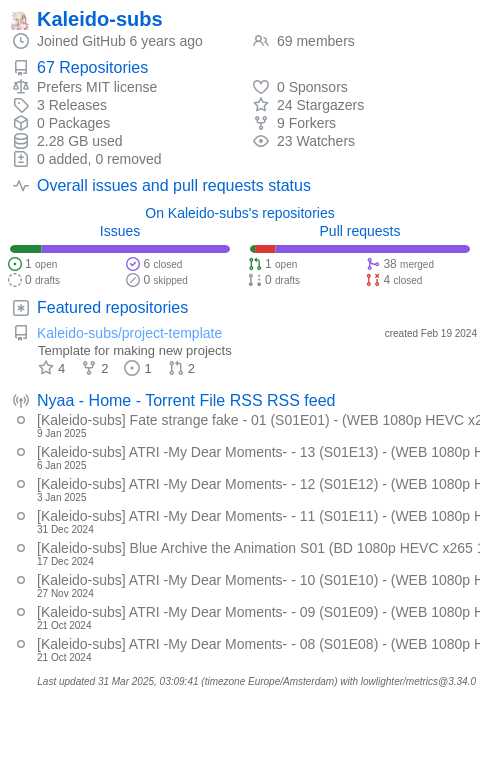 Kaleido-subs
Joined GitHub 6 years ago
69 members
67 Repositories
Prefers MIT license
0 Sponsors
3 Releases
24 Stargazers
0 Packages
9 Forkers
2.28 GB used
23 Watchers
0 added, 0 removed
Overall issues and pull requests status
On Kaleido-subs's repositories
Issues
Pull requests
1 open
6 closed
1 open
38 merged
0 drafts
0 skipped
0 drafts
4 closed
Featured repositories
Kaleido-subs/project-template
created Feb 19 2024
Template for making new projects
4 2 1 2
Nyaa - Home - Torrent File RSS RSS feed
[Kaleido-subs] Fate strange fake - 01 (S01E01) - (WEB 1080p HEVC x2
9 Jan 2025
[Kaleido-subs] ATRI -My Dear Moments- - 13 (S01E13) - (WEB 1080p H
6 Jan 2025
[Kaleido-subs] ATRI -My Dear Moments- - 12 (S01E12) - (WEB 1080p H
3 Jan 2025
[Kaleido-subs] ATRI -My Dear Moments- - 11 (S01E11) - (WEB 1080p H
31 Dec 2024
[Kaleido-subs] Blue Archive the Animation S01 (BD 1080p HEVC x265 1
17 Dec 2024
[Kaleido-subs] ATRI -My Dear Moments- - 10 (S01E10) - (WEB 1080p H
27 Nov 2024
[Kaleido-subs] ATRI -My Dear Moments- - 09 (S01E09) - (WEB 1080p H
21 Oct 2024
[Kaleido-subs] ATRI -My Dear Moments- - 08 (S01E08) - (WEB 1080p H
21 Oct 2024
Last updated 31 Mar 2025, 03:09:41 (timezone Europe/Amsterdam) with lowlighter/metrics@3.34.0